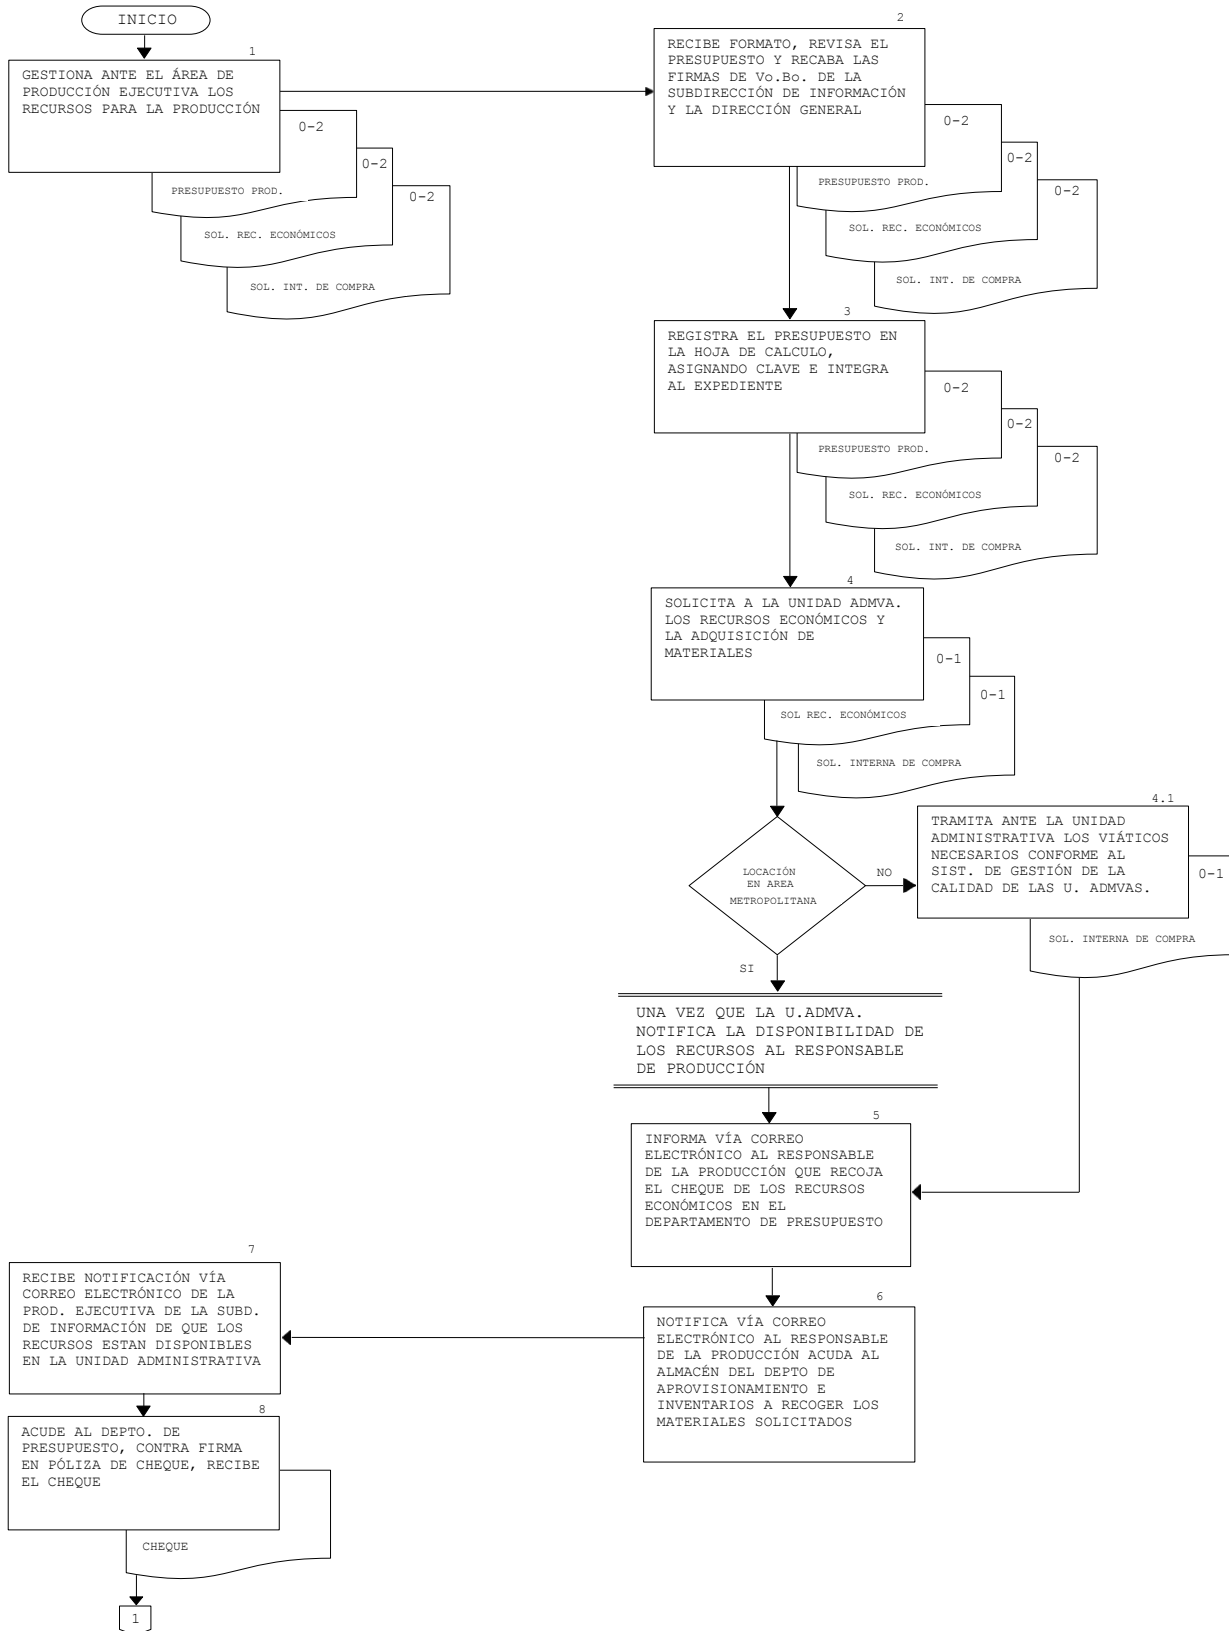 INICIO
1
GESTIONA ANTE EL ÁREA DE
PRODUCCIÓN EJECUTIVA LOS
RECURSOS PARA LA PRODUCCIÓN
0-2
PRESUPUESTO PROD.
0-2
SOL. REC. ECONÓMICOS
0-2
SOL. INT. DE COMPRA
2
RECIBE FORMATO, REVISA EL
PRESUPUESTO Y RECABA LAS
FIRMAS DE Vo.Bo. DE LA
SUBDIRECCIÓN DE INFORMACIÓN
Y LA DIRECCIÓN GENERAL
0-2
PRESUPUESTO PROD.
0-2
SOL. REC. ECONÓMICOS
0-2
SOL. INT. DE COMPRA
3
REGISTRA EL PRESUPUESTO EN
LA HOJA DE CALCULO,
ASIGNANDO CLAVE E INTEGRA
AL EXPEDIENTE
0-2
PRESUPUESTO PROD.
0-2
SOL. REC. ECONÓMICOS
0-2
SOL. INT. DE COMPRA
4
SOLICITA A LA UNIDAD ADMVA.
LOS RECURSOS ECONÓMICOS Y
LA ADQUISICIÓN DE
MATERIALES
0-1
SOL REC. ECONÓMICOS
0-1
SOL. INTERNA DE COMPRA
LOCACIÓN
EN AREA
METROPOLITANA
NO
4.1
TRAMITA ANTE LA UNIDAD
ADMINISTRATIVA LOS VIÁTICOS
NECESARIOS CONFORME AL
SIST. DE GESTIÓN DE LA
CALIDAD DE LAS U. ADMVAS.
0-1
SOL. INTERNA DE COMPRA
SI
UNA VEZ QUE LA U.ADMVA.
NOTIFICA LA DISPONIBILIDAD DE
LOS RECURSOS AL RESPONSABLE
DE PRODUCCIÓN
5
INFORMA VÍA CORREO
ELECTRÓNICO AL RESPONSABLE
DE LA PRODUCCIÓN QUE RECOJA
EL CHEQUE DE LOS RECURSOS
ECONÓMICOS EN EL
DEPARTAMENTO DE PRESUPUESTO
6
NOTIFICA VÍA CORREO
ELECTRÓNICO AL RESPONSABLE
DE LA PRODUCCIÓN ACUDA AL
ALMACÉN DEL DEPTO DE
APROVISIONAMIENTO E
INVENTARIOS A RECOGER LOS
MATERIALES SOLICITADOS
7
RECIBE NOTIFICACIÓN VÍA
CORREO ELECTRÓNICO DE LA
PROD. EJECUTIVA DE LA SUBD.
DE INFORMACIÓN DE QUE LOS
RECURSOS ESTAN DISPONIBLES
EN LA UNIDAD ADMINISTRATIVA
8
ACUDE AL DEPTO. DE
PRESUPUESTO, CONTRA FIRMA
EN PÓLIZA DE CHEQUE, RECIBE
EL CHEQUE
CHEQUE
1